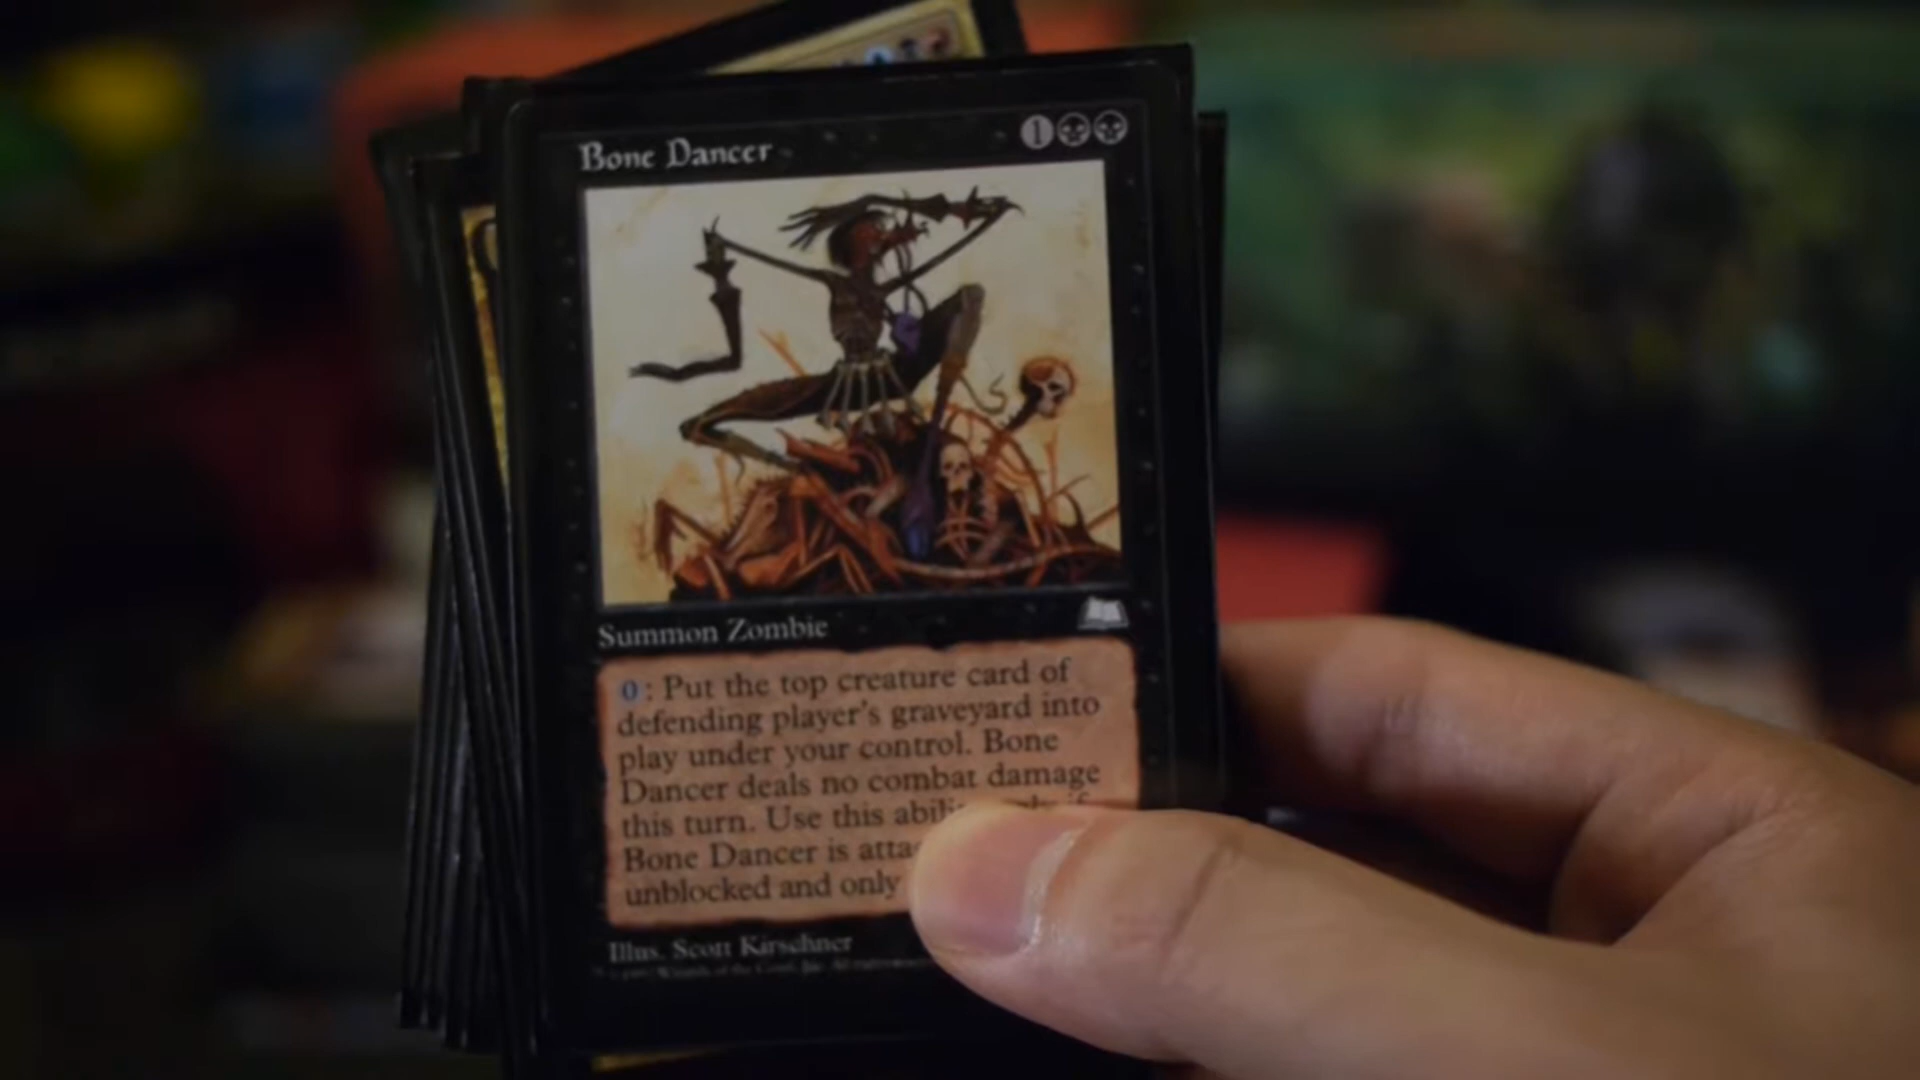 Bone Dancer 1
Summon Zombie
0: Put the top creature card of
defending player's graveyard into
play under your control. Bone
Dancer deals no combat damage
this turn. Use this
Bone Dancer is
unblocked and only
Illus. Scott Kirschner